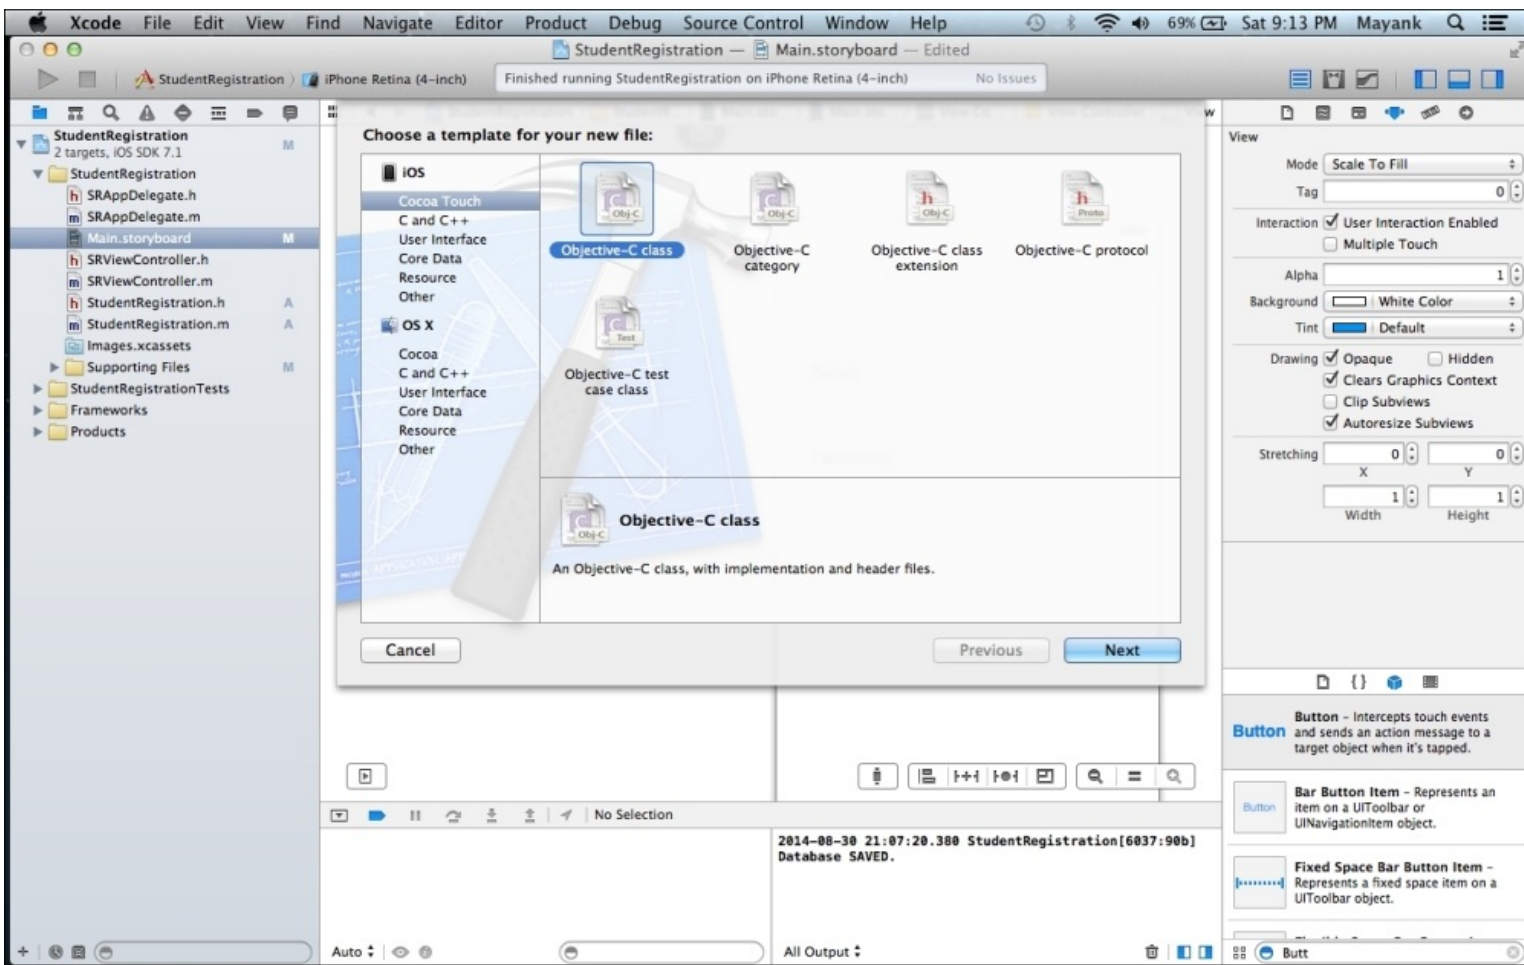 Xcode File Edit View Find Navigate Editor Product Debug Source Control Window Help 69% Sat 9:13 PM Mayank
StudentRegistration — Main.storyboard — Edited
StudentRegistration iPhone Retina (4-inch)
Finished running StudentRegistration on iPhone Retina (4-inch) No Issues
StudentRegistration M
2 targets, iOS SDK 7.1
StudentRegistration
h SRAppDelegate.h
m SRAppDelegate.m
Main.storyboard M
h SRViewController.h
m SRViewController.m
h StudentRegistration.h A
m StudentRegistration.m A
Images.xcassets
Supporting Files M
StudentRegistrationTests
Frameworks
Products
Choose a template for your new file:
iOS
Cocoa Touch
C and C++
User Interface
Core Data
Resource
Other
OS X
Cocoa
C and C++
User Interface
Core Data
Resource
Other
Obj-C
Objective-C class
Obj-C
Objective-C
category
h
Obj-C
Objective-C class
extension
h
Proto
Objective-C protocol
Test
Objective-C test
case class
Obj-C
Objective-C class
An Objective-C class, with implementation and header files.
Cancel
Previous
Next
No Selection
2014-08-30 21:07:20.380 StudentRegistration[6037:90b]
Database SAVED.
Auto
All Output
View
Mode Scale To Fill
Tag 0
Interaction User Interaction Enabled
Multiple Touch
Alpha 1
Background White Color
Tint Default
Drawing Opaque Hidden
Clears Graphics Context
Clip Subviews
Autoresize Subviews
Stretching 0 0
X Y
1 1
Width Height
{ }
Button
Button – Intercepts touch events
and sends an action message to a
target object when it's tapped.
Button
Bar Button Item – Represents an
item on a UIToolbar or
UINavigationItem object.
Fixed Space Bar Button Item –
Represents a fixed space item on a
UIToolbar object.
Butt